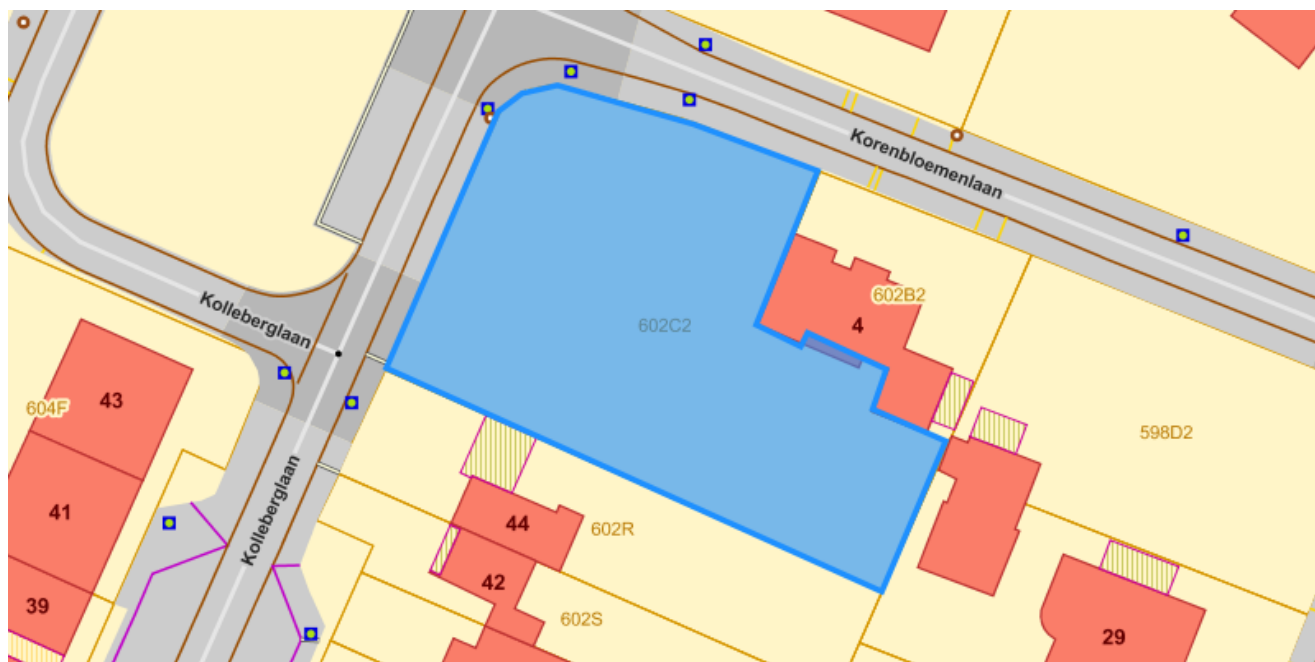 Korenbloemenlaan
Kolleberglaan
602B2
4
602C2
43
604F
598D2
41
Kolleberglaan
44
602R
42
39
602S
29